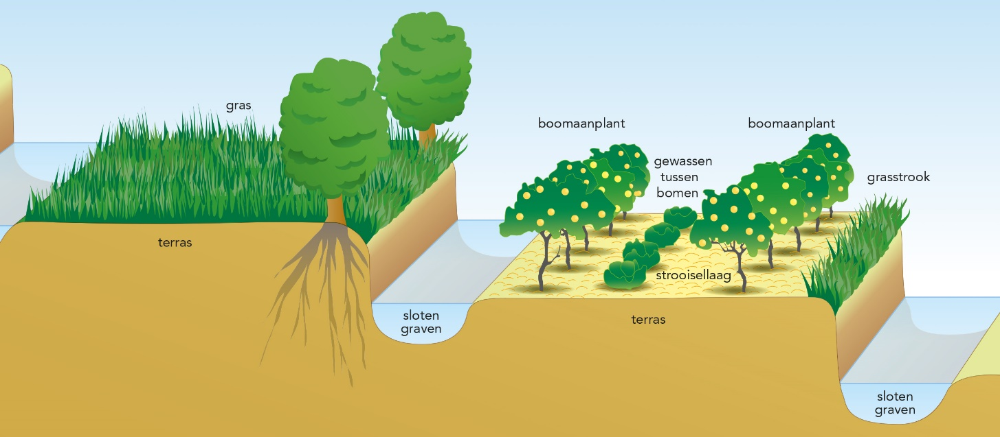 gras
terras
sloten
graven
boomaanplant
gewassen
tussen
bomen
boomaanplant
grasstrook
strooisellaag
terras
sloten
graven